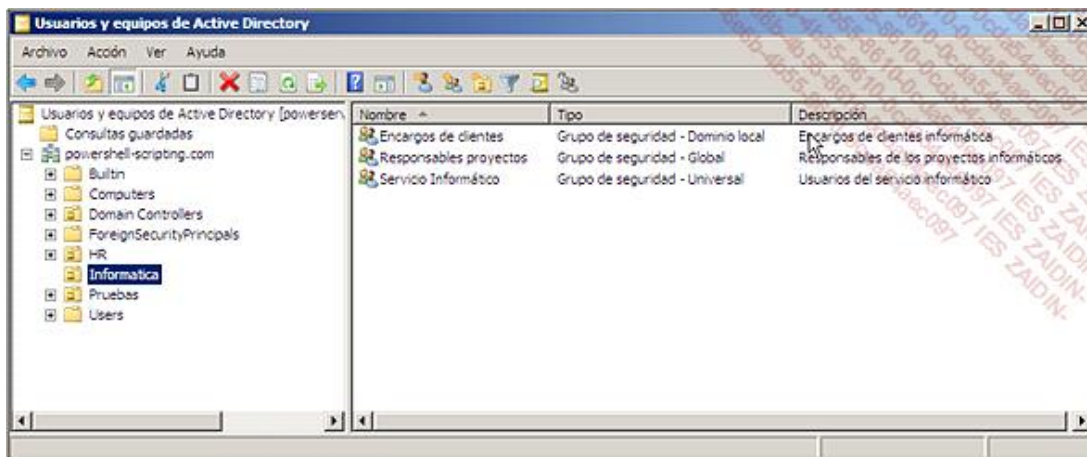 Usuarios y equipos de Active Directory
Archivo Acción Ver Ayuda
Usuarios y equipos de Active Directory [powersen
Nombre Tipo Descripción
Consultas guardadas
powershell-scripting.com
Builtin
Computers
Domain Controllers
ForeignSecurityPrincipals
HR
Informatica
Pruebas
Users
Encargos de clientes Grupo de seguridad - Dominio local Encargos de clientes informática
Responsables proyectos Grupo de seguridad - Global Responsables de los proyectos informáticos
Servicio Informático Grupo de seguridad - Universal Usuarios del servicio informático
IES ZAIDIN-